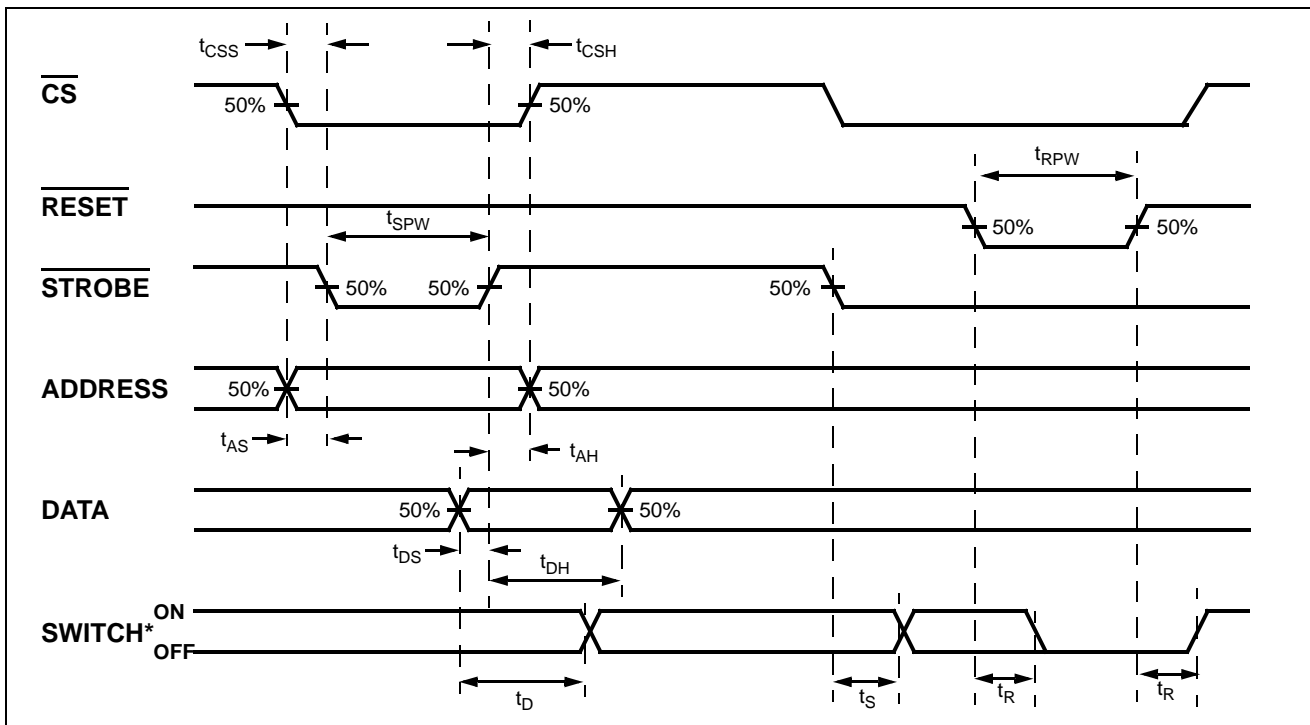 tCSS tCSH
CS 50% 50%
tRPW
RESET 50% 50%
tSPW
STROBE 50% 50% 50%
ADDRESS 50% 50%
tAS tAH
DATA 50% 50%
tDS tDH
ON
SWITCH*
OFF
tD tS tR tR